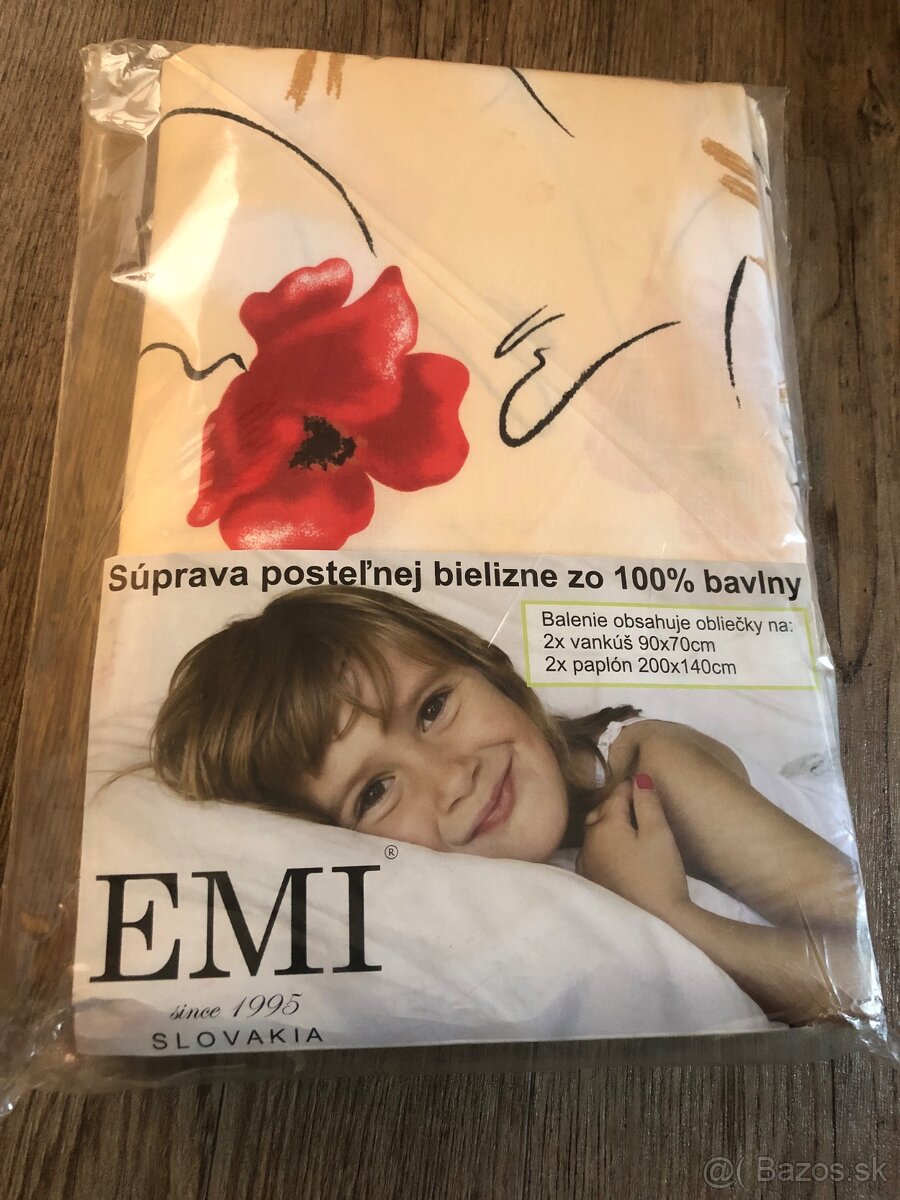 Súprava posteľnej bielizne zo 100% bavlny
Balenie obsahuje obliečky na:
2x vankúš 90x70cm
2x paplón 200x140cm
EMI®
since 1995
SLOVAKIA
@( Bazos.sk